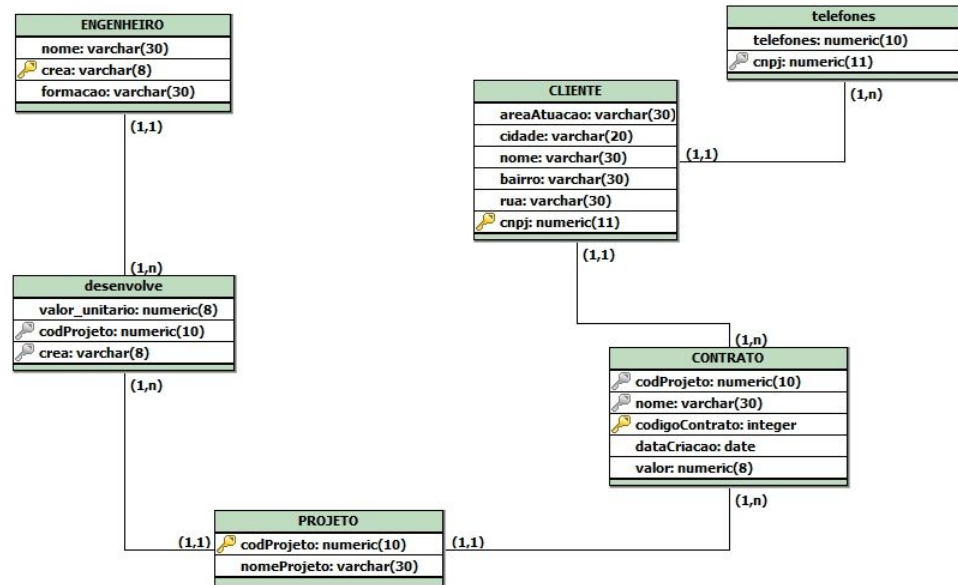 ENGENHEIRO
nome: varchar(30)
crea: varchar(8)
formacao: varchar(30)
(1,1)
telefones
telefones: numeric(10)
cnpj: numeric(11)
(1,n)
CLIENTE
areaAtuacao: varchar(30)
cidade: varchar(20)
nome: varchar(30)
bairro: varchar(30)
rua: varchar(30)
cnpj: numeric(11)
(1,1)
(1,1)
(1,n)
desenvolve
valor_unitario: numeric(8)
codProjeto: numeric(10)
crea: varchar(8)
(1,n)
(1,n)
CONTRATO
codProjeto: numeric(10)
nome: varchar(30)
codigoContrato: integer
dataCriacao: date
valor: numeric(8)
(1,n)
(1,1)
PROJETO
codProjeto: numeric(10)
nomeProjeto: varchar(30)
(1,1)